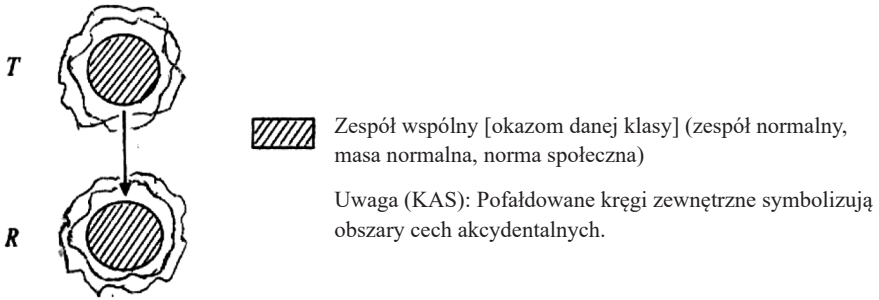 T
Zespół wspólny [okazom danej klasy] (zespół normalny,
masa normalna, norma społeczna)
Uwaga (KAS): Pofałdowane kręgi zewnętrzne symbolizują
obszary cech akcydentalnych.
R